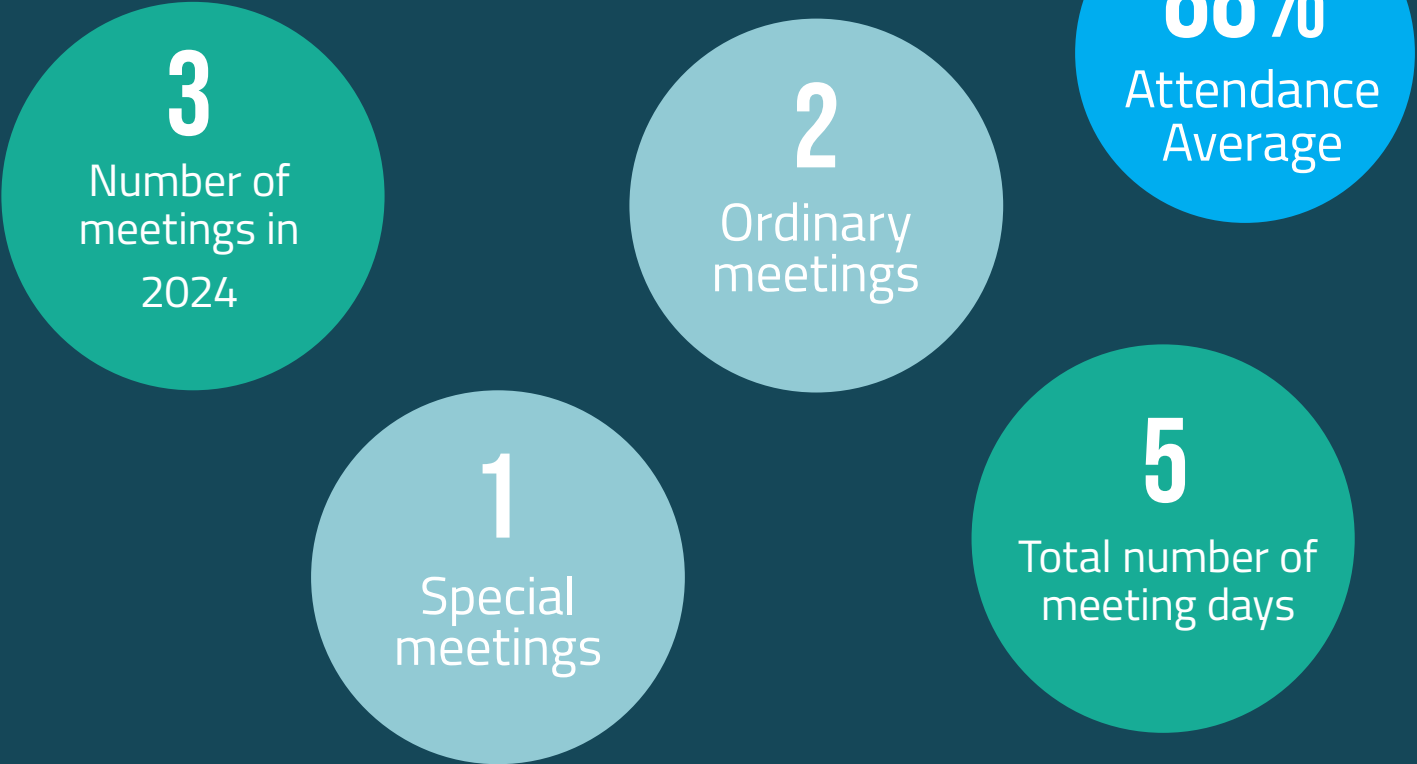 3
Number of
meetings in
2024
2
Ordinary
meetings
Attendance
Average
1
Special
meetings
5
Total number of
meeting days